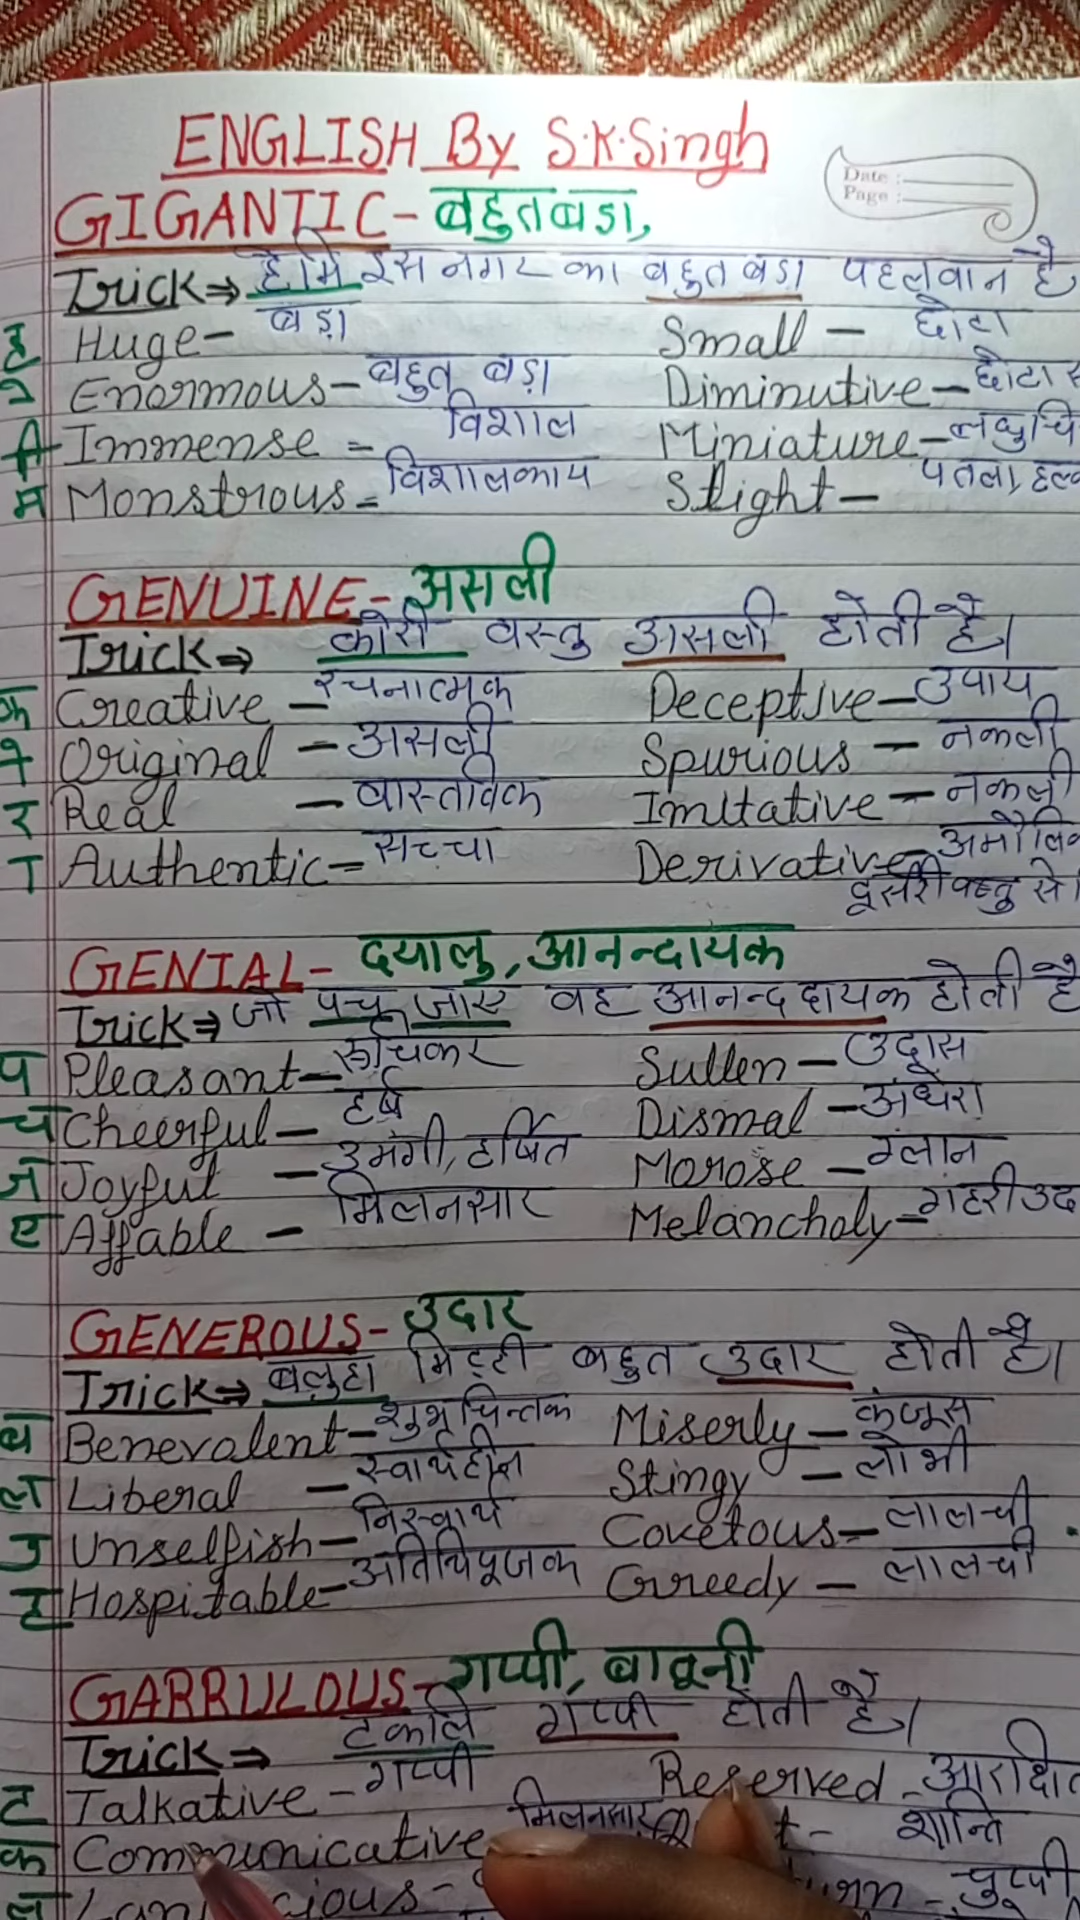 ENGLISH By S.K.Singh
Date :
Page :
GIGANTIC - बहुत बड़ा,
Trick ⇒ हेमि इस नगर का बहुत बड़ा पहलवान है
ह Huge - बड़ा Small - छोटा
Enormous - बहुत बड़ा Diminutive - छोटा स
Immense = विशाल Miniature - लघुचि
म Monstrous = विशालकाय Slight - पतला, हल्
GENUINE - असली
Trick ⇒ कोरी वस्तु असली होती है।
क Creative - रचनात्मक Deceptive - उपाय
Original - असली Spurious - नकली
र Real - वास्तविक Imitative - नकली
Authentic - सच्चा Derivative - अमौलि
दूसरी वस्तु से
GENIAL - दयालु, आनन्दायक
Trick ⇒ जो पच जाए वह आनन्ददायक होती है
प Pleasant - रूचिकर Sullen - उदास
च Cheerful - हर्ष Dismal - अंधेरा
ज Joyful - उमंगी, हर्षित Morose - ग्लान
ए Affable - मिलनसार Melancholy - गहरी उद
GENEROUS - उदार
Trick ⇒ बलुहा मिट्टी बहुत उदार होती है।
ब Benevalent - शुभचिन्तक Miserly - कंजूस
ल Liberal - स्वार्थहीन Stingy - लोभी
उ Unselfish - निस्वार्थ Covetous - लालची
ह Hospitable - अतिथिपूजक Greedy - लालची
GARRULOUS - गप्पी, बातूनी
Trick ⇒ टकले गप्पी होती है।
ट Talkative - गप्पी Reserved - आरक्षित
क Communicative मिलनसार t - शान्ति
ल - चुप्पी